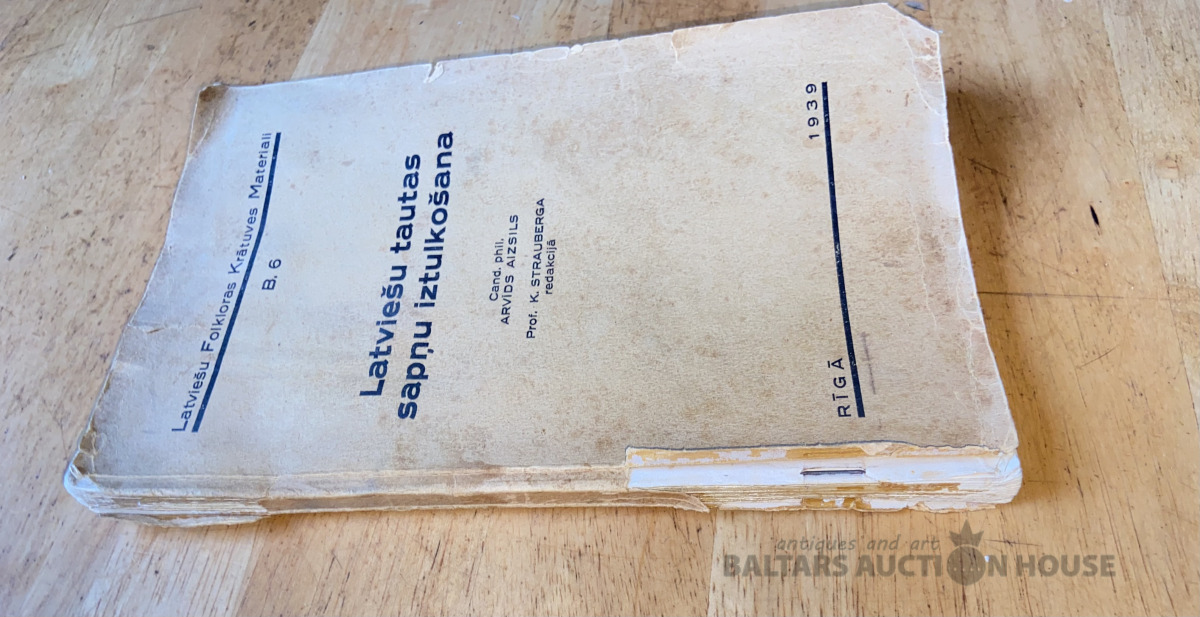 Latviešu Folkloras Krātuves Materiali
B. 6
Latviešu tautas
sapņu iztulkošana
Cand. phil.
ARVĪDS AIZSILS
Prof. K. STRAUBERGA
redakcijā
RĪGĀ 1939
antiques and art
BALTARS AUCTION HOUSE